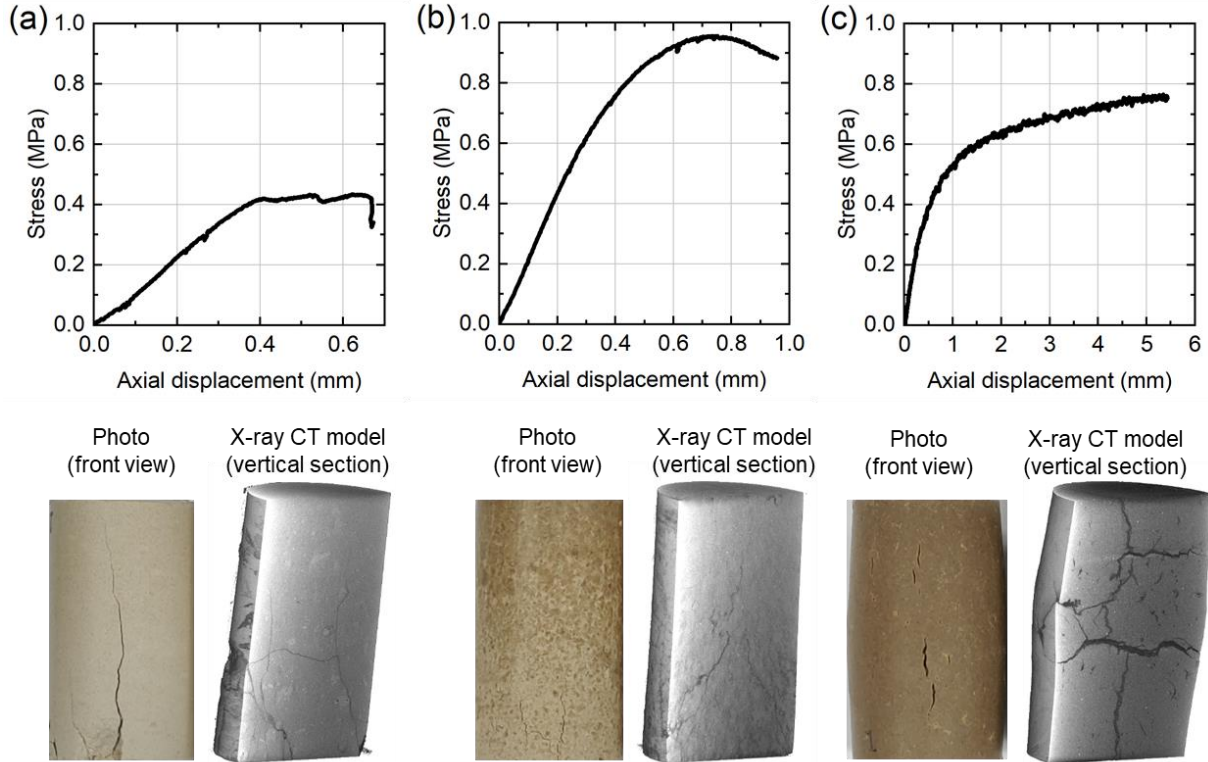 (a)
1.0
0.8
0.6
0.4
0.2
0.0
Stress (MPa)
0.0 0.2 0.4 0.6
Axial displacement (mm)
(b)
1.0
0.8
0.6
0.4
0.2
0.0
Stress (MPa)
0.0 0.2 0.4 0.6 0.8 1.0
Axial displacement (mm)
(c)
1.0
0.8
0.6
0.4
0.2
0.0
Stress (MPa)
0 1 2 3 4 5 6
Axial displacement (mm)
Photo
(front view)
X-ray CT model
(vertical section)
Photo
(front view)
X-ray CT model
(vertical section)
Photo
(front view)
X-ray CT model
(vertical section)